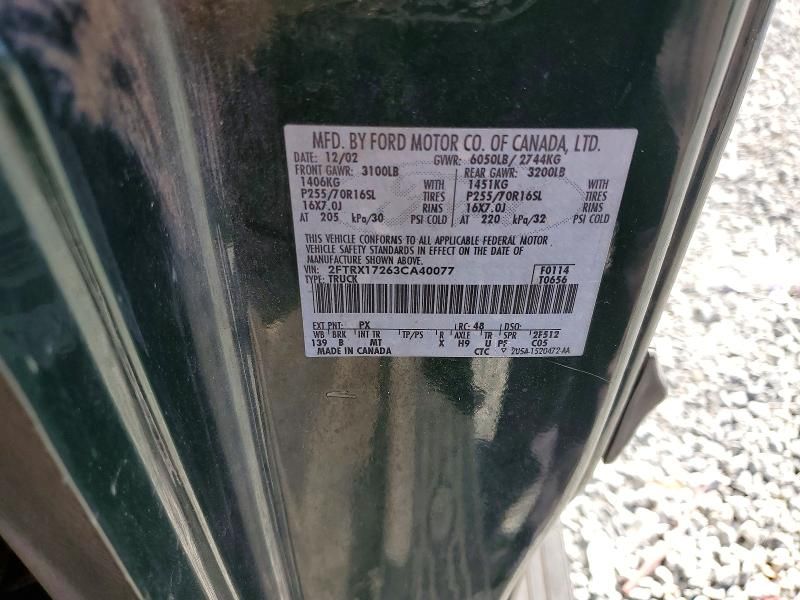 MFD. BY FORD MOTOR CO. OF CANADA, LTD.
DATE: 12/02 GVWR: 6050LB/ 2744KG
FRONT GAWR: 3100LB REAR GAWR: 3200LB
1406KG WITH 1451KG WITH
P255/70R16SL TIRES P255/70R16SL TIRES
16X7.0J RIMS 16X7.0J RIMS
AT 205 kPa/30 PSI COLD AT 220 kPa/32 PSI COLD
THIS VEHICLE CONFORMS TO ALL APPLICABLE FEDERAL MOTOR
VEHICLE SAFETY STANDARDS IN EFFECT ON THE DATE OF
MANUFACTURE SHOWN ABOVE.
VIN: 2FTRX17263CA40077 F0114
TYPE: TRUCK T0656
EXT PNT: PX RC: 48 DSO:
WB BRK INT TR TP/PS R AXLE TR SPR 2F512
139 B MT X H9 U C05
MADE IN CANADA CTC ▽ 2U5A-1520472-AA